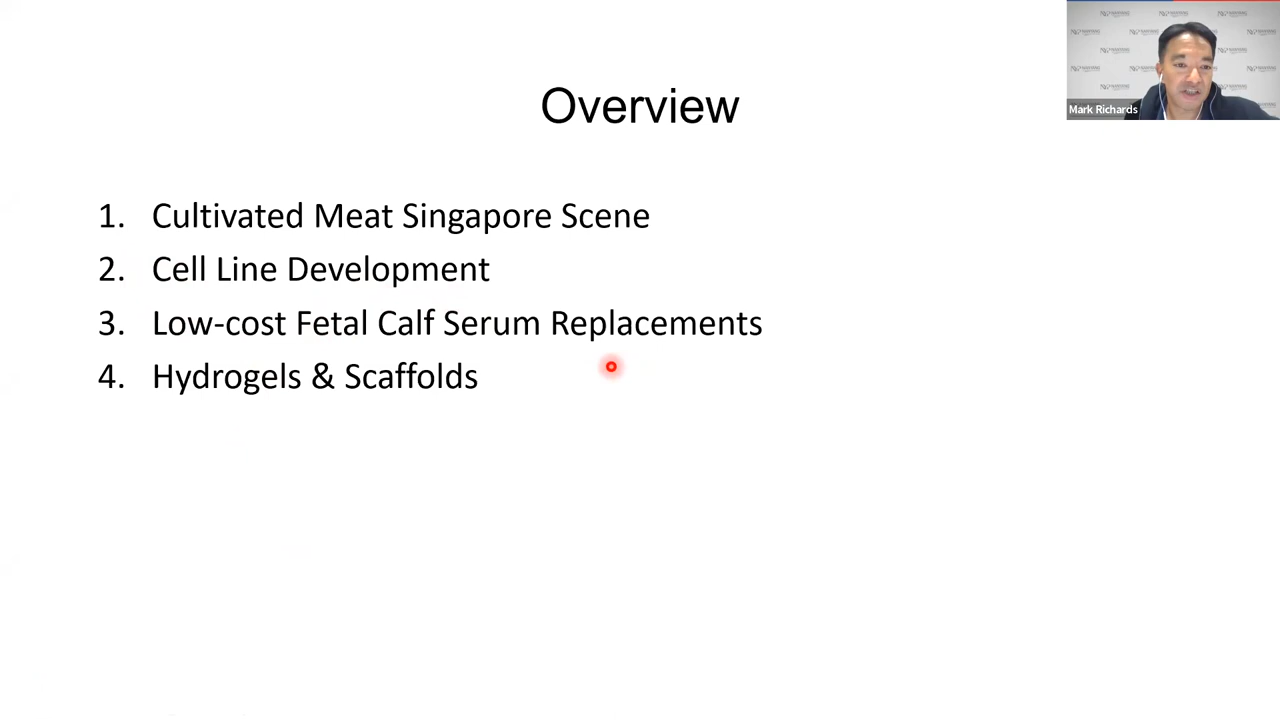 Overview
1. Cultivated Meat Singapore Scene
2. Cell Line Development
3. Low-cost Fetal Calf Serum Replacements
4. Hydrogels & Scaffolds
Mark Richards